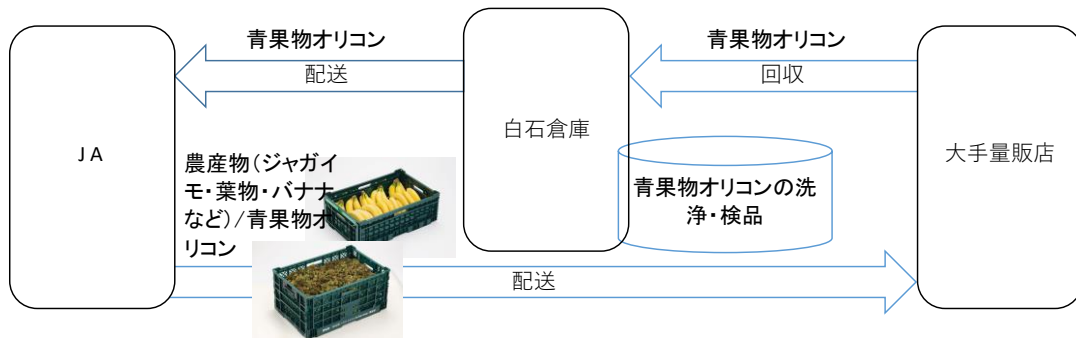 青果物オリコン
配送
青果物オリコン
回収
JA
白石倉庫
大手量販店
農産物(ジャガイ
モ・葉物・バナナ
など)/青果物オ
リコン
青果物オリコンの洗
浄・検品
配送